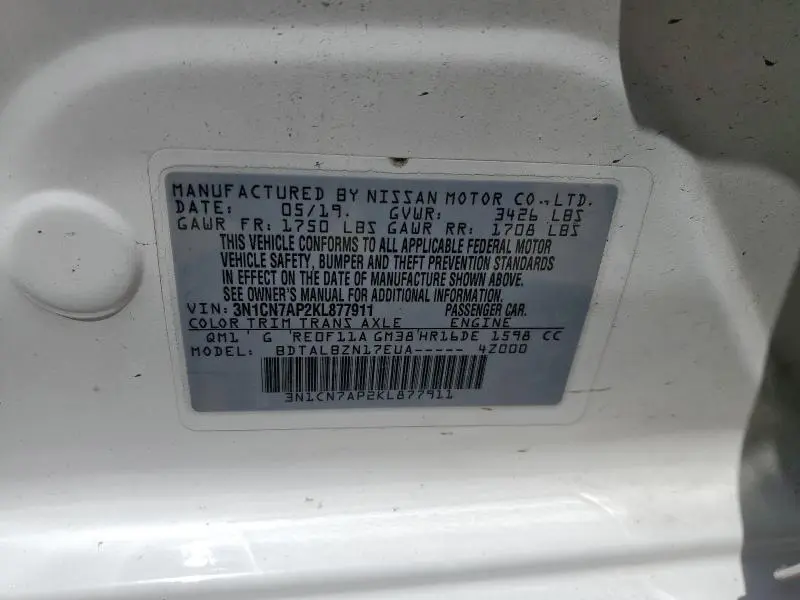 MANUFACTURED BY NISSAN MOTOR CO., LTD.
DATE: 05/19. GVWR: 3426 LBS
GAWR FR: 1750 LBS GAWR RR: 1708 LBS
THIS VEHICLE CONFORMS TO ALL APPLICABLE FEDERAL MOTOR
VEHICLE SAFETY, BUMPER AND THEFT PREVENTION STANDARDS
IN EFFECT ON THE DATE OF MANUFACTURE SHOWN ABOVE.
SEE OWNER'S MANUAL FOR ADDITIONAL INFORMATION.
VIN: 3N1CN7AP2KL877911 PASSENGER CAR.
COLOR TRIM TRANS AXLE ENGINE
QM1 ' G ' RE0F11A GM38 ' HR16DE 1598 CC
MODEL: BDTALBZN17EUA----- 4Z000
3N1CN7AP2KL877911